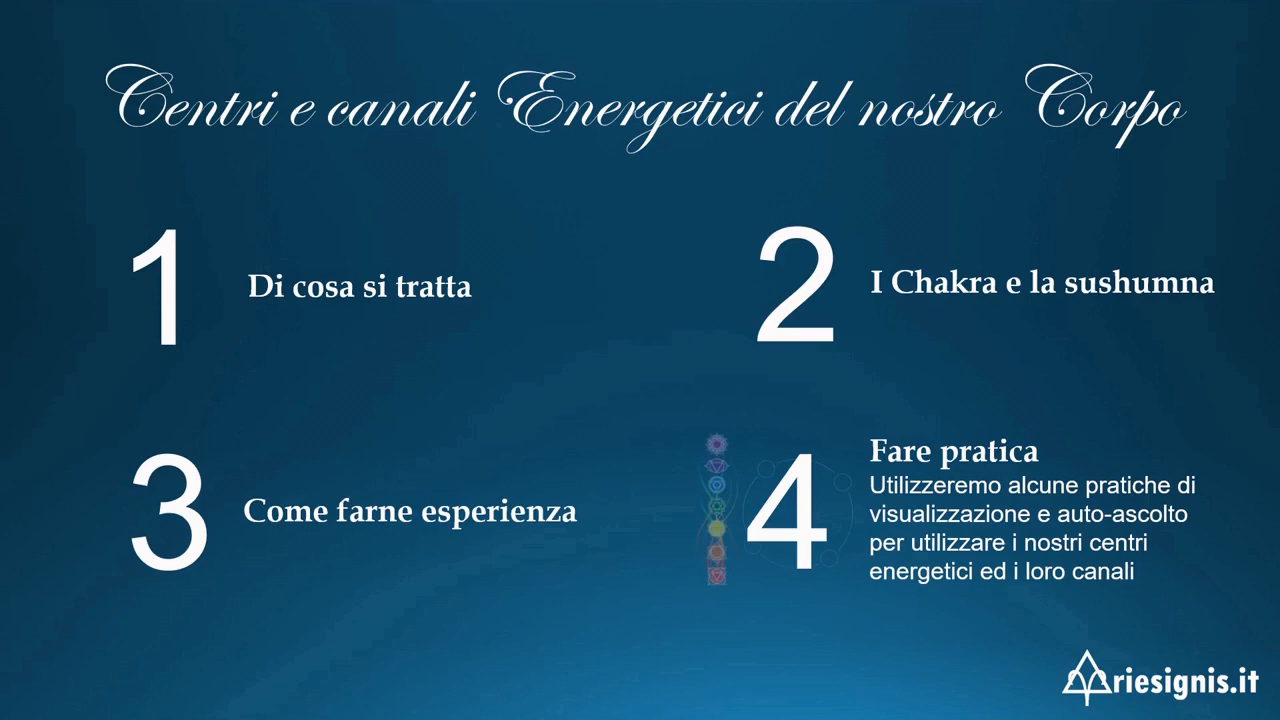 Centri e canali Energetici del nostro Corpo
1
Di cosa si tratta
2
I Chakra e la sushumna
3
Come farne esperienza
4
Fare pratica
Utilizzeremo alcune pratiche di
visualizzazione e auto-ascolto
per utilizzare i nostri centri
energetici ed i loro canali
Ariesignis.it